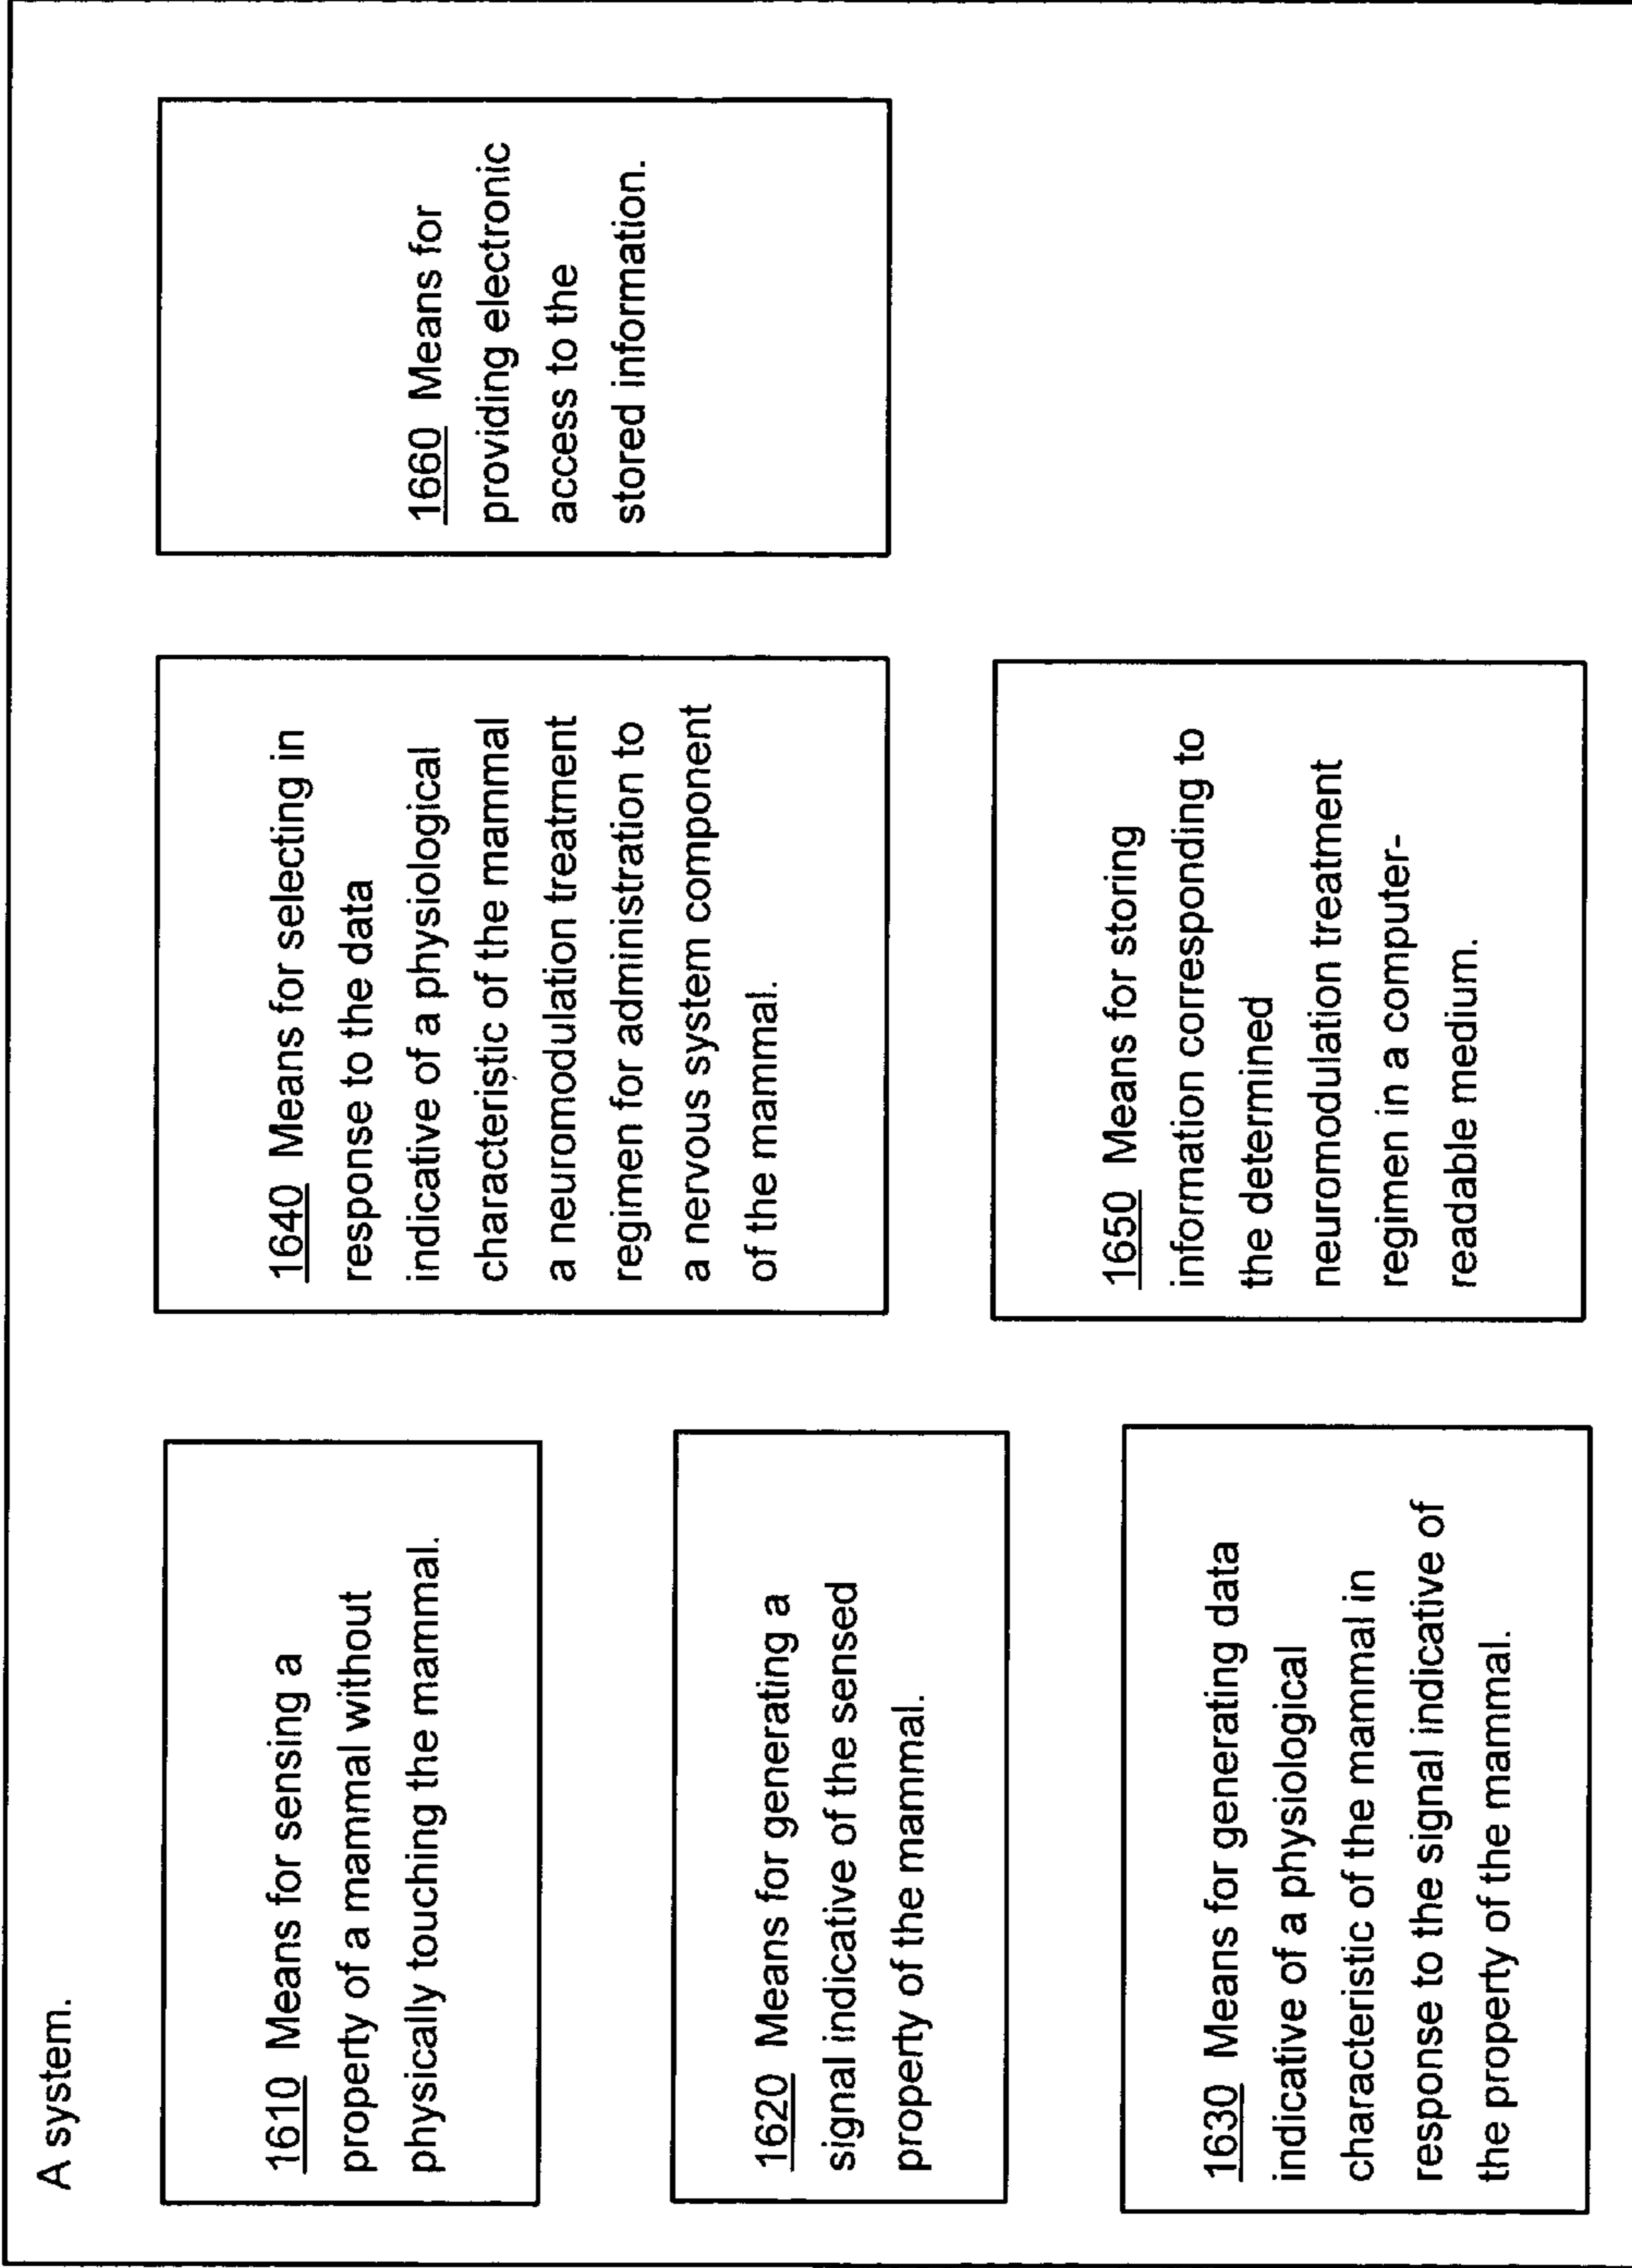 A system.
1610 Means for sensing a
property of a mammal without
physically touching the mammal.
1620 Means for generating a
signal indicative of the sensed
property of the mammal.
1630 Means for generating data
indicative of a physiological
characteristic of the mammal in
response to the signal indicative of
the property of the mammal.
1640 Means for selecting in
response to the data
indicative of a physiological
characteristic of the mammal
a neuromodulation treatment
regimen for administration to
a nervous system component
of the mammal.
1650 Means for storing
information corresponding to
the determined
neuromodulation treatment
regimen in a computer-
readable medium.
1660 Means for
providing electronic
access to the
stored information.